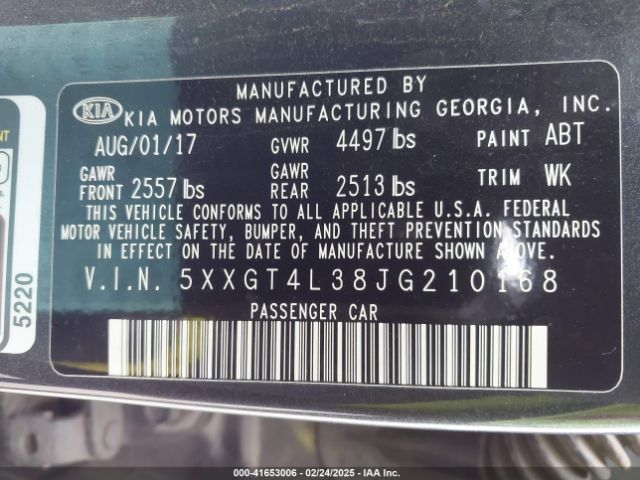 MANUFACTURED BY
KIA KIA MOTORS MANUFACTURING GEORGIA, INC.
AUG/01/17 GVWR 4497 lbs PAINT ABT
GAWR FRONT 2557 lbs GAWR REAR 2513 lbs TRIM WK
THIS VEHICLE CONFORMS TO ALL APPLICABLE U.S.A. FEDERAL
MOTOR VEHICLE SAFETY, BUMPER, AND THEFT PREVENTION STANDARDS
IN EFFECT ON THE DATE OF MANUFACTURE SHOWN ABOVE.
V.I.N. 5XXGT4L38JG210168
PASSENGER CAR
5220
000-41653006 - 02/24/2025 - IAAI